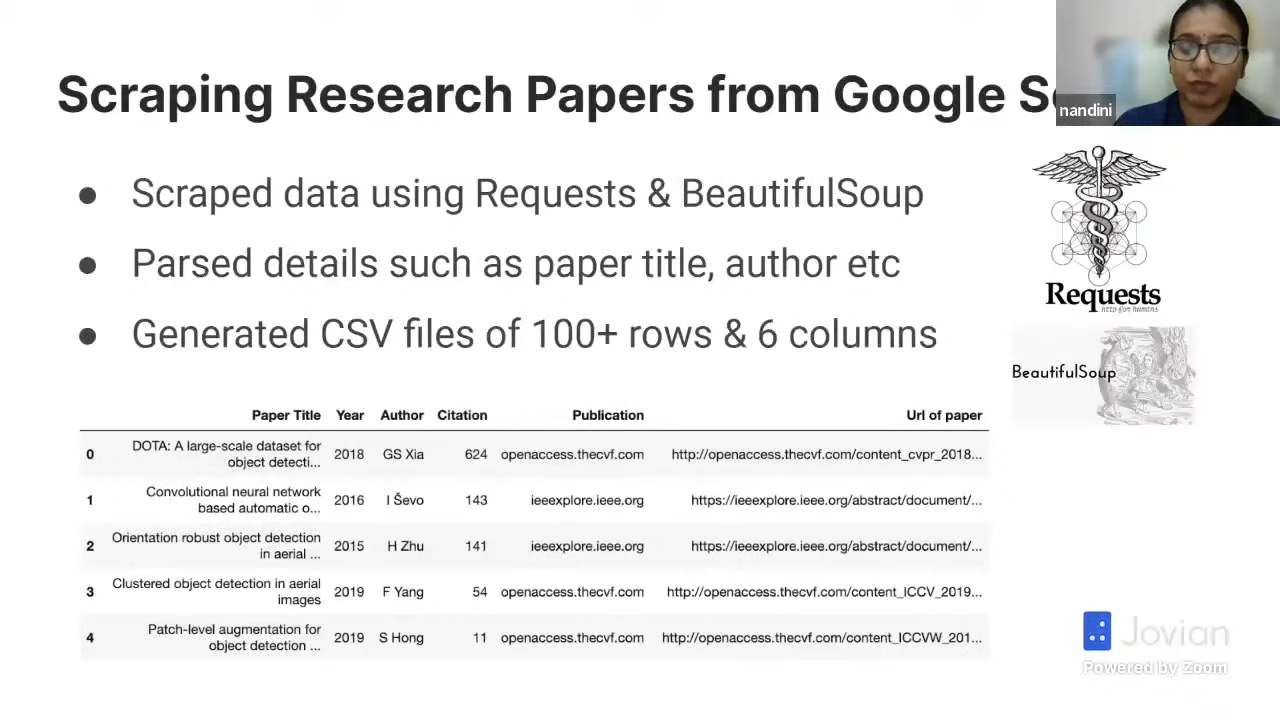 Scraping Research Papers from Google S
nandini
● Scraped data using Requests & BeautifulSoup
● Parsed details such as paper title, author etc
● Generated CSV files of 100+ rows & 6 columns
Requests
http for humans
BeautifulSoup
Paper Title Year Author Citation Publication Url of paper
0 DOTA: A large-scale dataset for object detecti... 2018 GS Xia 624 openaccess.thecvf.com http://openaccess.thecvf.com/content_cvpr_2018...
1 Convolutional neural network based automatic o... 2016 I Ševo 143 ieeexplore.ieee.org https://ieeexplore.ieee.org/abstract/document/...
2 Orientation robust object detection in aerial ... 2015 H Zhu 141 ieeexplore.ieee.org https://ieeexplore.ieee.org/abstract/document/...
3 Clustered object detection in aerial images 2019 F Yang 54 openaccess.thecvf.com http://openaccess.thecvf.com/content_ICCV_2019...
4 Patch-level augmentation for object detection ... 2019 S Hong 11 openaccess.thecvf.com http://openaccess.thecvf.com/content_ICCVW_201...
Jovian
Powered by Zoom